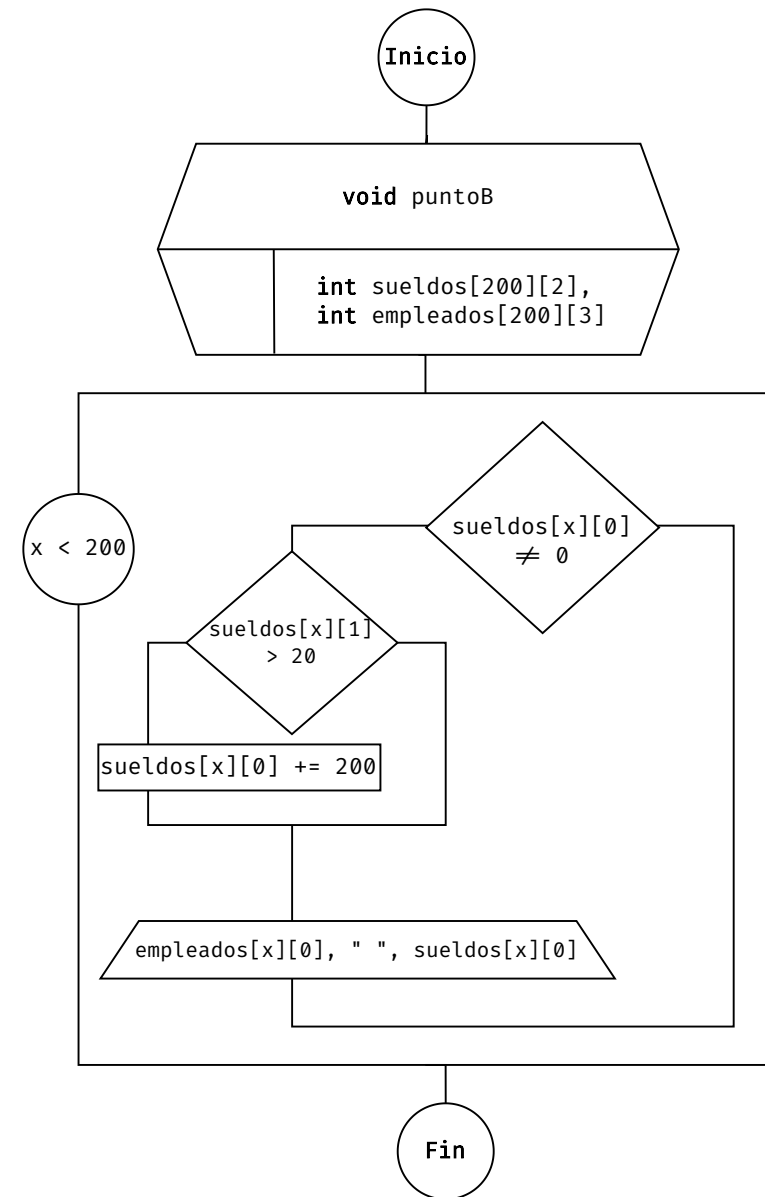 Inicio
void puntoB
int sueldos[200][2],
int empleados[200][3]
x < 200
sueldos[x][0]
≠ 0
sueldos[x][1]
> 20
sueldos[x][0] += 200
empleados[x][0], " ", sueldos[x][0]
Fin